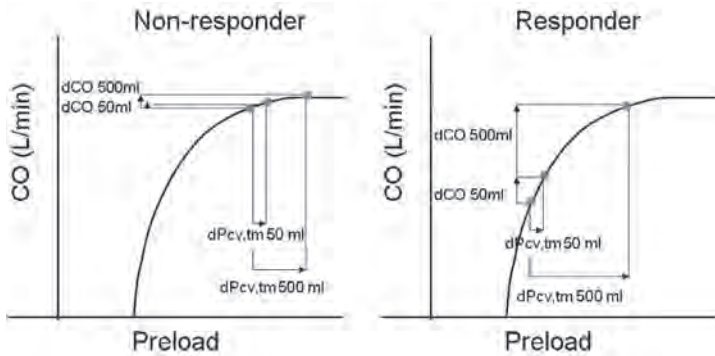 Non-responder
CO (L/min)
dCO 500ml
dCO 50ml
dPcv,tm 50 ml
dPcv,tm 500 ml
Preload
Responder
CO (L/min)
dCO 500ml
dCO 50ml
dPcv,tm 50 ml
dPcv,tm 500 ml
Preload